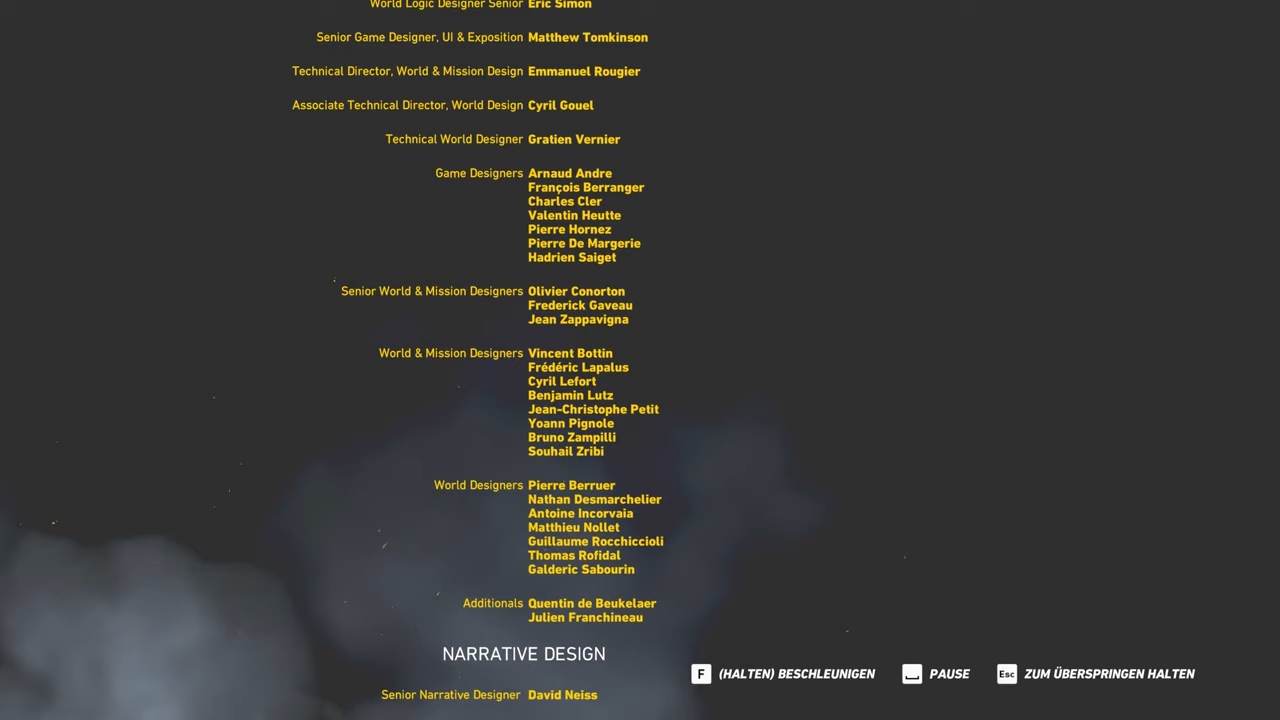 World Logic Designer Senior Eric Simon
Senior Game Designer, UI & Exposition Matthew Tomkinson
Technical Director, World & Mission Design Emmanuel Rougier
Associate Technical Director, World Design Cyril Gouel
Technical World Designer Gratien Vernier
Game Designers Arnaud Andre
François Berranger
Charles Cler
Valentin Heutte
Pierre Hornez
Pierre De Margerie
Hadrien Saiget
Senior World & Mission Designers Olivier Conorton
Frederick Gaveau
Jean Zappavigna
World & Mission Designers Vincent Bottin
Frédéric Lapalus
Cyril Lefort
Benjamin Lutz
Jean-Christophe Petit
Yoann Pignole
Bruno Zampilli
Souhail Zribi
World Designers Pierre Berruer
Nathan Desmarchelier
Antoine Incorvaia
Matthieu Nollet
Guillaume Rocchiccioli
Thomas Rofidal
Galderic Sabourin
Additionals Quentin de Beukelaer
Julien Franchineau
NARRATIVE DESIGN
Senior Narrative Designer David Neiss
F (HALTEN) BESCHLEUNIGEN PAUSE Esc ZUM ÜBERSPRINGEN HALTEN